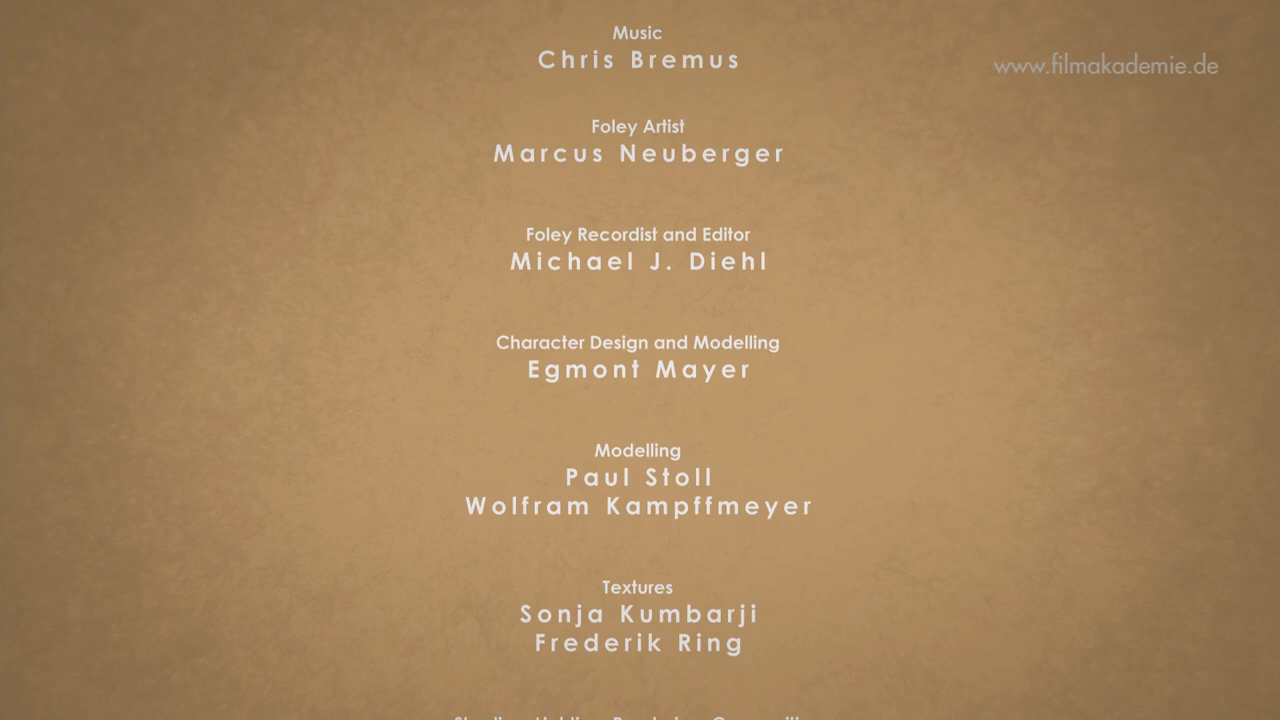 Music
Chris Bremus
www.filmakademie.de
Foley Artist
Marcus Neuberger
Foley Recordist and Editor
Michael J. Diehl
Character Design and Modelling
Egmont Mayer
Modelling
Paul Stoll
Wolfram Kampffmeyer
Textures
Sonja Kumbarji
Frederik Ring